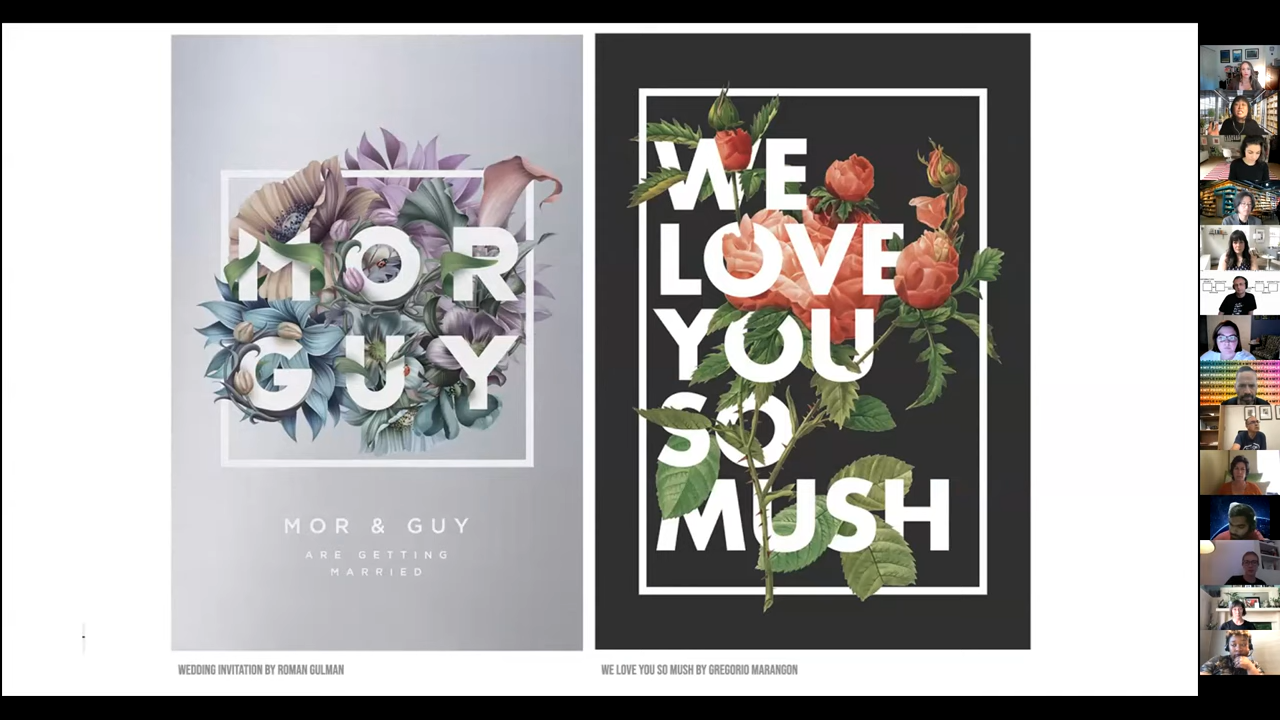 MOR
GUY
MOR & GUY
ARE GETTING
MARRIED
WEDDING INVITATION BY ROMAN GULMAN
WE
LOVE
YOU
SO
MUSH
WE LOVE YOU SO MUSH BY GREGORIO MARANGON